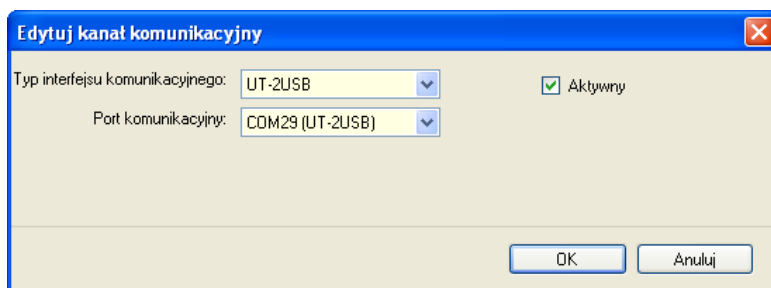 Edytuj kanał komunikacyjny
Typ interfejsu komunikacyjnego: UT-2USB Aktywny
Port komunikacyjny: COM29 (UT-2USB)
OK Anuluj